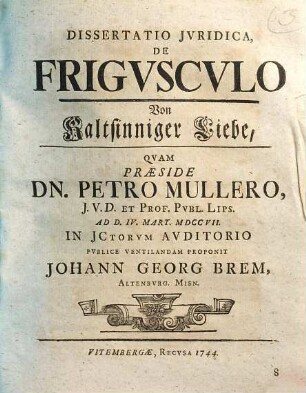 DISSERTATIO JVRIDICA,
DE
FRIGVSCVLO
Von
Kaltsinniger Liebe,
QVAM
PRÆSIDE
DN. PETRO MULLERO,
J. V. D. ET PROF. PVBL. LIPS.
AD D. IV. MART. MDCCVII.
IN JCTORVM AVDITORIO
PVBLICE VENTILANDAM PROPONIT
JOHANN GEORG BREM,
ALTENBVRG. MISN.
VITEMBERGÆ, RECVSA 1744.
8